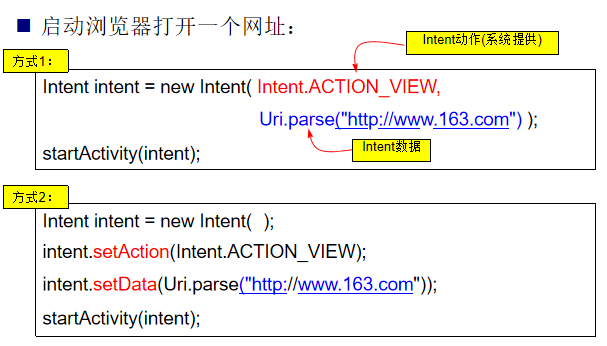 ■ 启动浏览器打开一个网址：
Intent动作(系统提供)
方式1：
Intent intent = new Intent( Intent.ACTION_VIEW,
Uri.parse("http://www.163.com") );
Intent数据
startActivity(intent);
方式2：
Intent intent = new Intent(  );
intent.setAction(Intent.ACTION_VIEW);
intent.setData(Uri.parse("http://www.163.com"));
startActivity(intent);